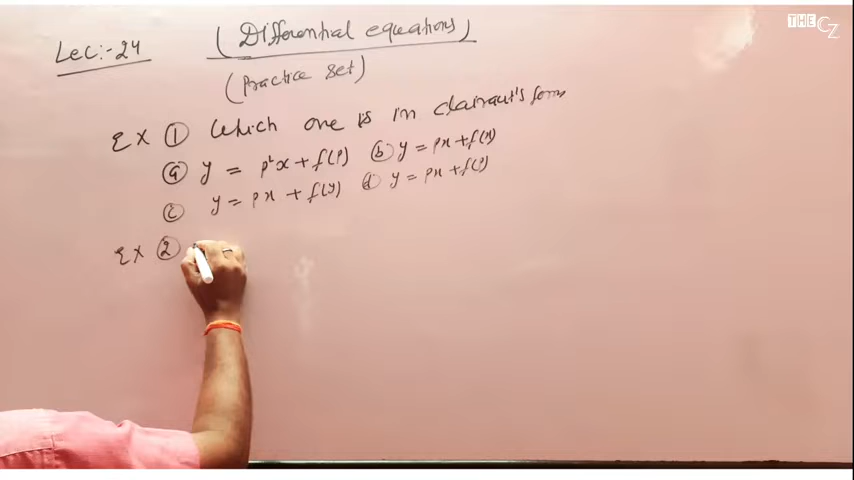 THE CZ
Lec:- 24 (Differential equations)
(Practice set)
Ex ① Which one is in clairaut's form
ⓐ y = p²x + f(p) ⓑ y = px + f(x)
ⓒ y = px + f(y) ⓓ y = px + f(p)
Ex ②